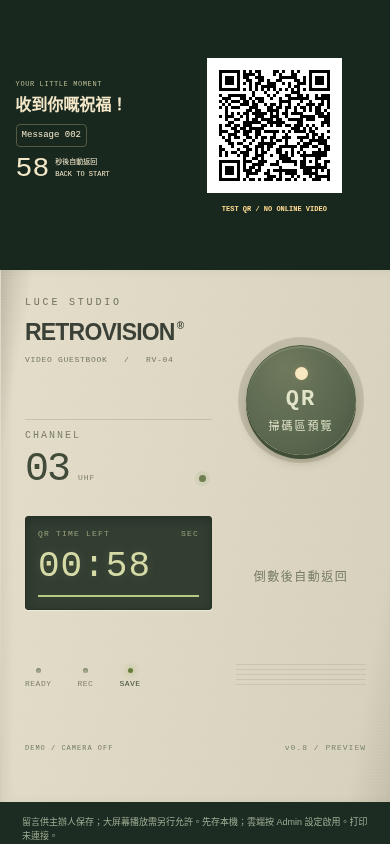 YOUR LITTLE MOMENT
收到你嘅祝福！
Message 002
58 秒後自動返回
BACK TO START
TEST QR / NO ONLINE VIDEO
LUCE STUDIO
RETROVISION®
VIDEO GUESTBOOK / RV-04
QR
掃碼區預覽
CHANNEL
03 UHF
QR TIME LEFT SEC
00:58
倒數後自動返回
READY REC SAVE
DEMO / CAMERA OFF v0.8 / PREVIEW
留言供主辦人保存；大屏幕播放需另行允許。先存本機；雲端按 Admin 設定啟用。打印
未連接。